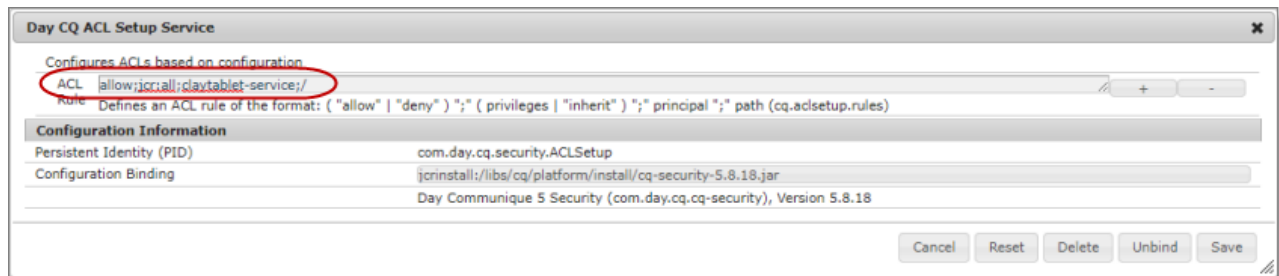 Day CQ ACL Setup Service
Configures ACLs based on configuration
ACL Rule
allow;jcr:all;claytablet-service;/
+ -
Defines an ACL rule of the format: ( "allow" | "deny" ) ";" ( privileges | "inherit" ) ";" principal ";" path (cq.aclsetup.rules)
Configuration Information
Persistent Identity (PID) com.day.cq.security.ACLSetup
Configuration Binding jcrinstall:/libs/cq/platform/install/cq-security-5.8.18.jar
Day Communique 5 Security (com.day.cq.cq-security), Version 5.8.18
Cancel Reset Delete Unbind Save